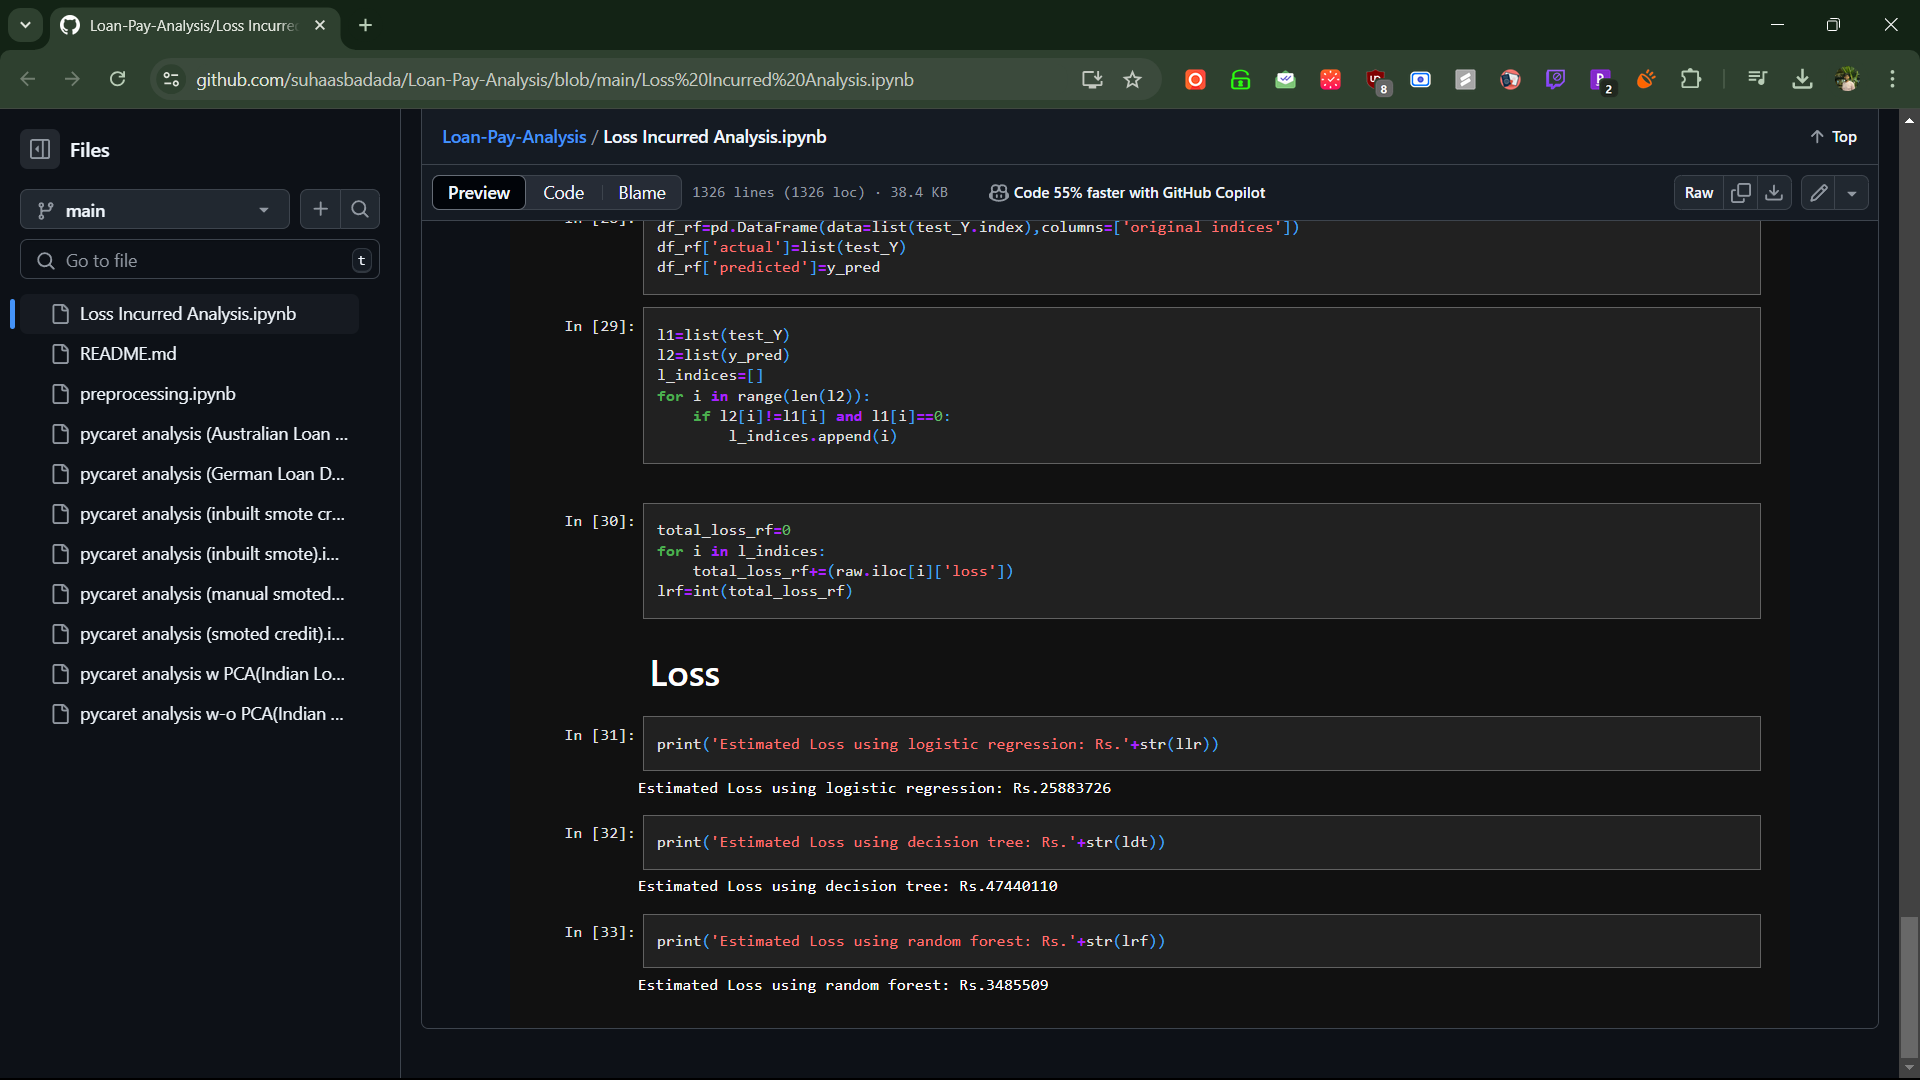 Loan-Pay-Analysis/Loss Incurre
github.com/suhaasbadada/Loan-Pay-Analysis/blob/main/Loss%20Incurred%20Analysis.ipynb
8
2
Files
main
Go to file
t
Loss Incurred Analysis.ipynb
README.md
preprocessing.ipynb
pycaret analysis (Australian Loan ...
pycaret analysis (German Loan D...
pycaret analysis (inbuilt smote cr...
pycaret analysis (inbuilt smote).i...
pycaret analysis (manual smoted...
pycaret analysis (smoted credit).i...
pycaret analysis w PCA(Indian Lo...
pycaret analysis w-o PCA(Indian ...
Loan-Pay-Analysis / Loss Incurred Analysis.ipynb
Top
Preview Code Blame 1326 lines (1326 loc) · 38.4 KB Code 55% faster with GitHub Copilot Raw
df_rf=pd.DataFrame(data=list(test_Y.index),columns=['original indices'])
df_rf['actual']=list(test_Y)
df_rf['predicted']=y_pred
In [29]:
l1=list(test_Y)
l2=list(y_pred)
l_indices=[]
for i in range(len(l2)):
    if l2[i]!=l1[i] and l1[i]==0:
        l_indices.append(i)
In [30]:
total_loss_rf=0
for i in l_indices:
    total_loss_rf+=(raw.iloc[i]['loss'])
lrf=int(total_loss_rf)
Loss
In [31]:
print('Estimated Loss using logistic regression: Rs.'+str(llr))
Estimated Loss using logistic regression: Rs.25883726
In [32]:
print('Estimated Loss using decision tree: Rs.'+str(ldt))
Estimated Loss using decision tree: Rs.47440110
In [33]:
print('Estimated Loss using random forest: Rs.'+str(lrf))
Estimated Loss using random forest: Rs.3485509